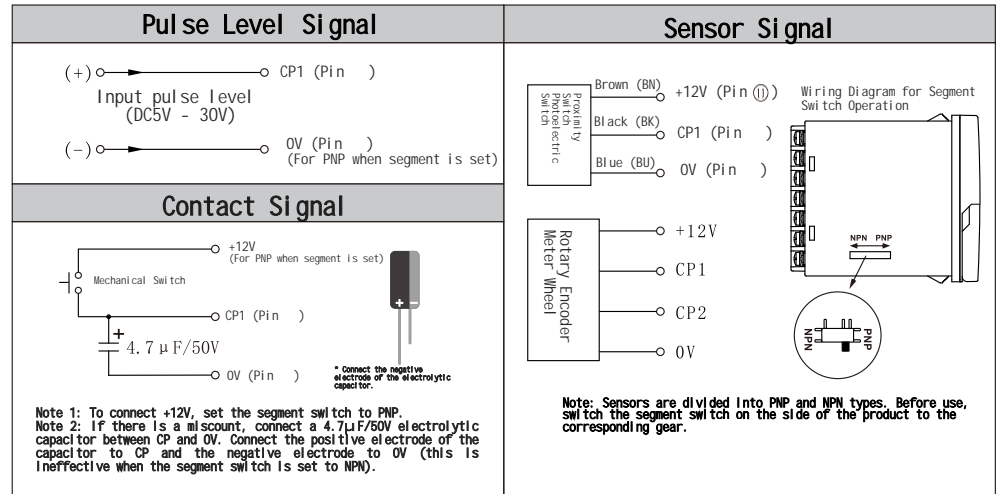 Pulse Level Signal
(+)
CP1 (Pin )
Input pulse level
(DC5V - 30V)
(-)
0V (Pin )
(For PNP when segment is set)
Contact Signal
+12V
(For PNP when segment is set)
Mechanical Switch
CP1 (Pin )
+
4.7μF/50V
0V (Pin )
+ −
* Connect the negative
electrode of the electrolytic
capacitor.
Note 1: To connect +12V, set the segment switch to PNP.
Note 2: If there is a miscount, connect a 4.7μF/50V electrolytic
capacitor between CP and 0V. Connect the positive electrode of the
capacitor to CP and the negative electrode to 0V (this is
ineffective when the segment switch is set to NPN).
Sensor Signal
Proximity
Switch
Photoelectric
Switch
Brown (BN)
+12V (Pin ⑪)
Black (BK)
CP1 (Pin )
Blue (BU)
0V (Pin )
Wiring Diagram for Segment
Switch Operation
NPN PNP
Rotary Encoder
Meter Wheel
+12V
CP1
CP2
0V
NPN
PNP
Note: Sensors are divided into PNP and NPN types. Before use,
switch the segment switch on the side of the product to the
corresponding gear.